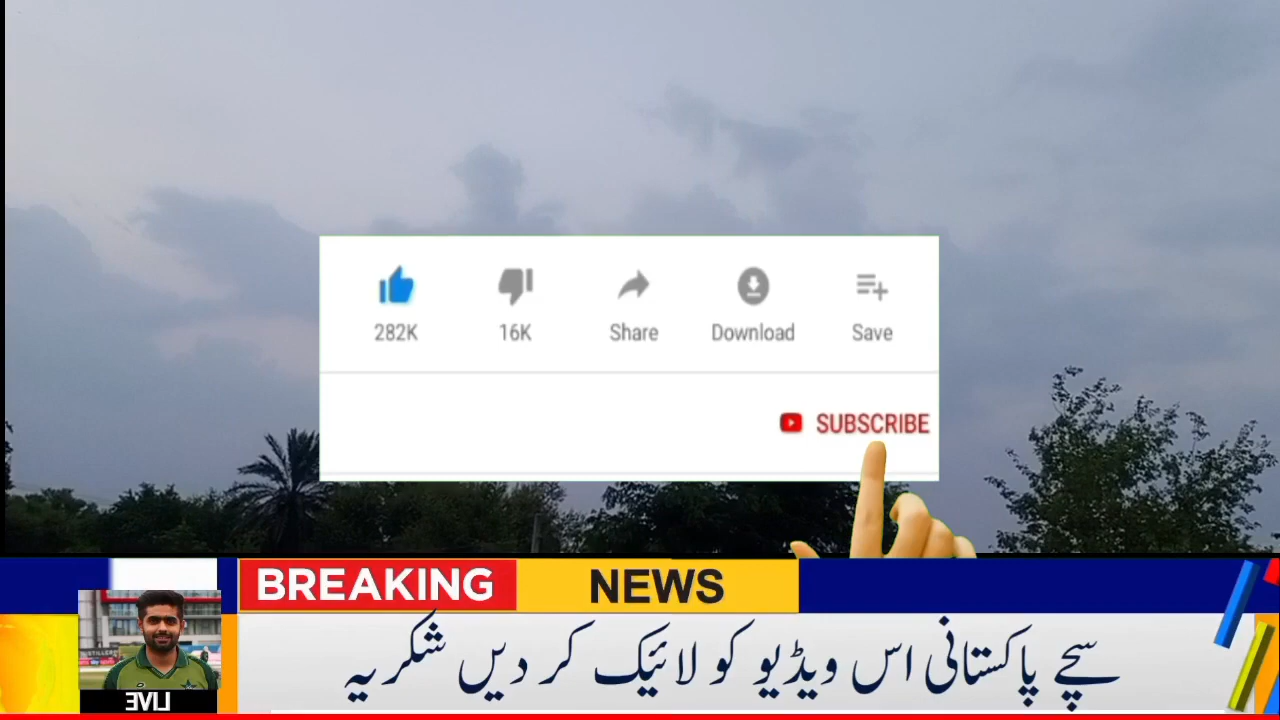 282K
16K
Share
Download
Save
SUBSCRIBE
BREAKING NEWS
سچے پاکستانی اس ویڈیو کو لائیک کر دیں شکریہ
LIVE